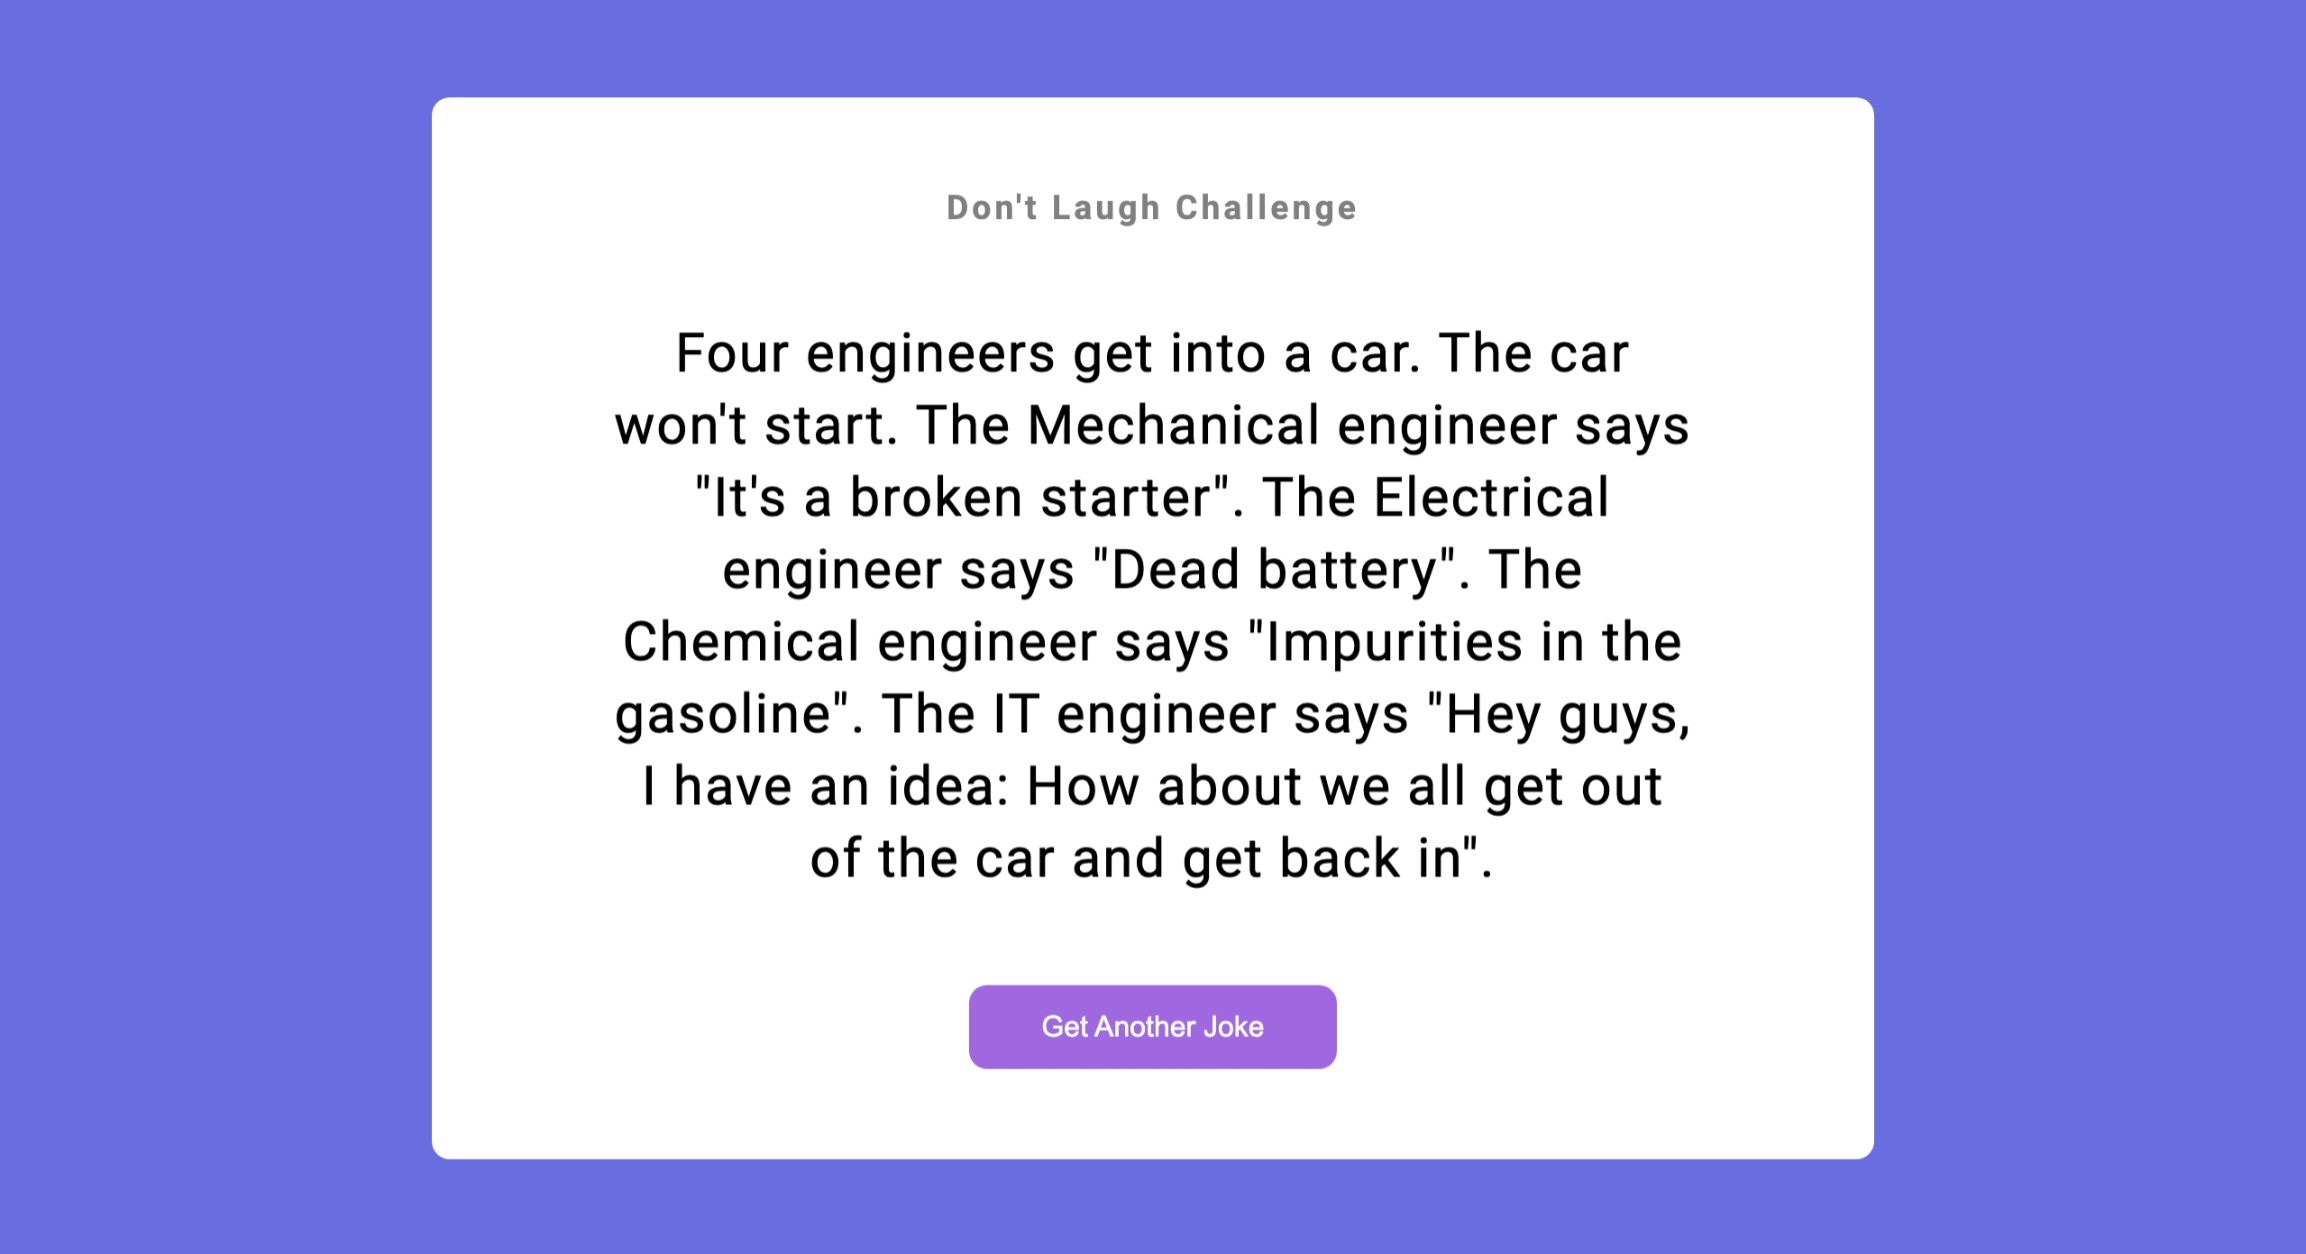 Don't Laugh Challenge
Four engineers get into a car. The car
won't start. The Mechanical engineer says
"It's a broken starter". The Electrical
engineer says "Dead battery". The
Chemical engineer says "Impurities in the
gasoline". The IT engineer says "Hey guys,
I have an idea: How about we all get out
of the car and get back in".
Get Another Joke